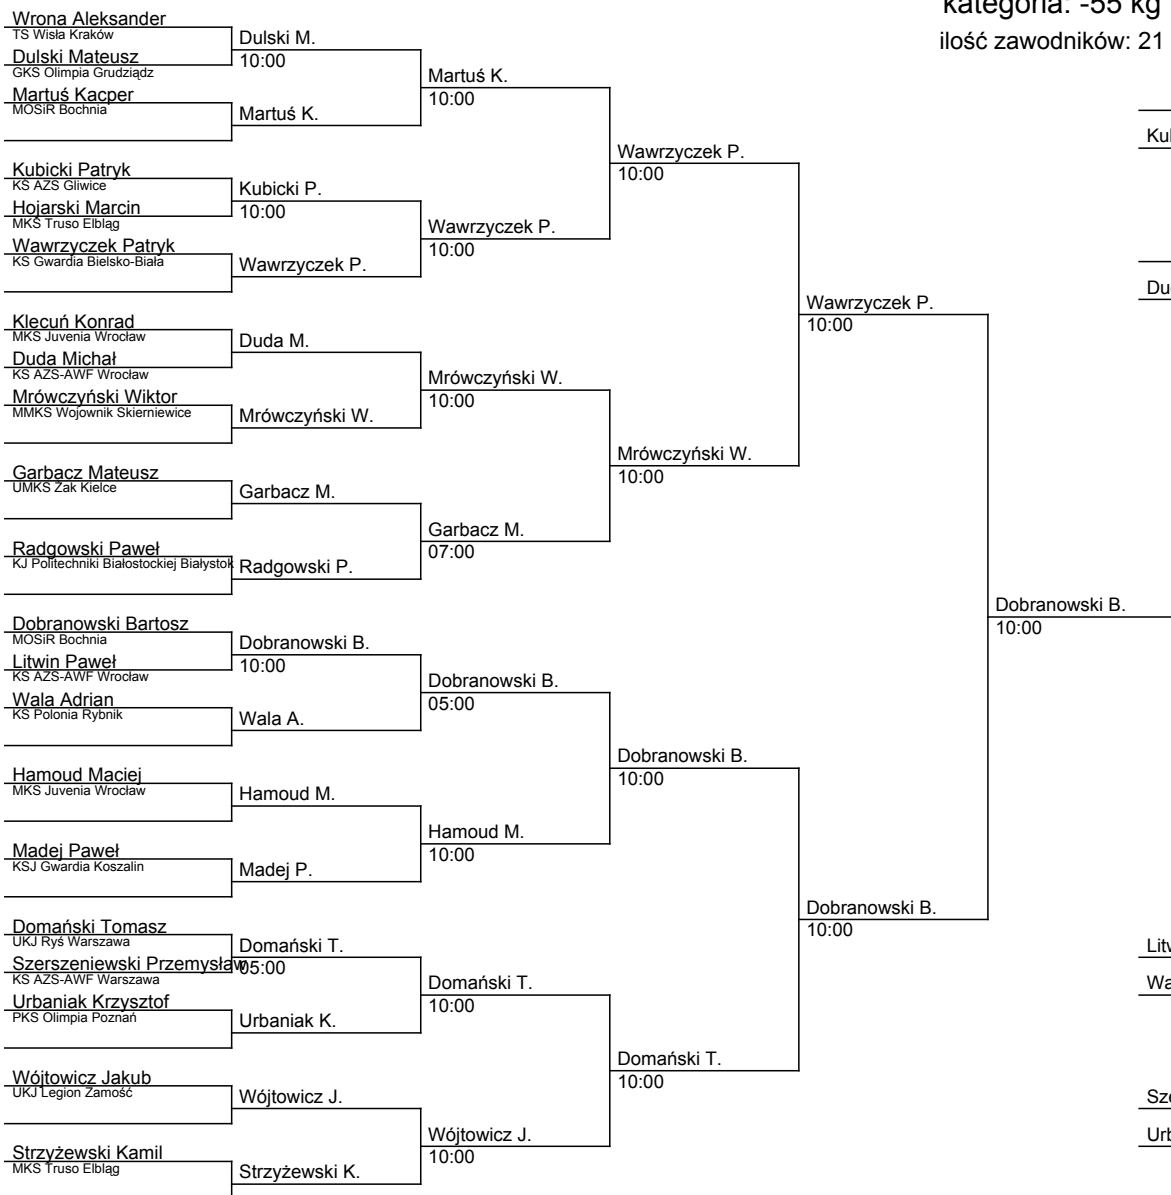 kategoria: -55 kg
ilość zawodników: 21
Wrona Aleksander
TS Wisła Kraków
Dulski Mateusz
GKS Olimpia Grudziądz
Martuś Kacper
MOSiR Bochnia
Kubicki Patryk
KS AZS Gliwice
Hojarski Marcin
MKS Truso Elbląg
Wawrzyczek Patryk
KS Gwardia Bielsko-Biała
Klecuń Konrad
MKS Juvenia Wrocław
Duda Michał
KS AZS-AWF Wrocław
Mrówczyński Wiktor
MMKS Wojownik Skierniewice
Garbacz Mateusz
UMKS Żak Kielce
Radgowski Paweł
KJ Politechniki Białostockiej Białystok
Dobranowski Bartosz
MOSiR Bochnia
Litwin Paweł
KS AZS-AWF Wrocław
Wala Adrian
KS Polonia Rybnik
Hamoud Maciej
MKS Juvenia Wrocław
Madej Paweł
KSJ Gwardia Koszalin
Domański Tomasz
UKJ Ryś Warszawa
Szerszeniewski Przemysław
KS AZS-AWF Warszawa
Urbaniak Krzysztof
PKS Olimpia Poznań
Wójtowicz Jakub
UKJ Legion Zamość
Strzyżewski Kamil
MKS Truso Elbląg
Dulski M.
10:00
Martuś K.
Kubicki P.
10:00
Wawrzyczek P.
Duda M.
Mrówczyński W.
Garbacz M.
Radgowski P.
Dobranowski B.
10:00
Wala A.
Hamoud M.
Madej P.
Domański T.
05:00
Urbaniak K.
Wójtowicz J.
Strzyżewski K.
Martuś K.
10:00
Wawrzyczek P.
10:00
Mrówczyński W.
10:00
Garbacz M.
07:00
Dobranowski B.
05:00
Hamoud M.
10:00
Domański T.
10:00
Wójtowicz J.
10:00
Wawrzyczek P.
10:00
Mrówczyński W.
10:00
Dobranowski B.
10:00
Domański T.
10:00
Wawrzyczek P.
10:00
Dobranowski B.
10:00
Dobranowski B.
10:00